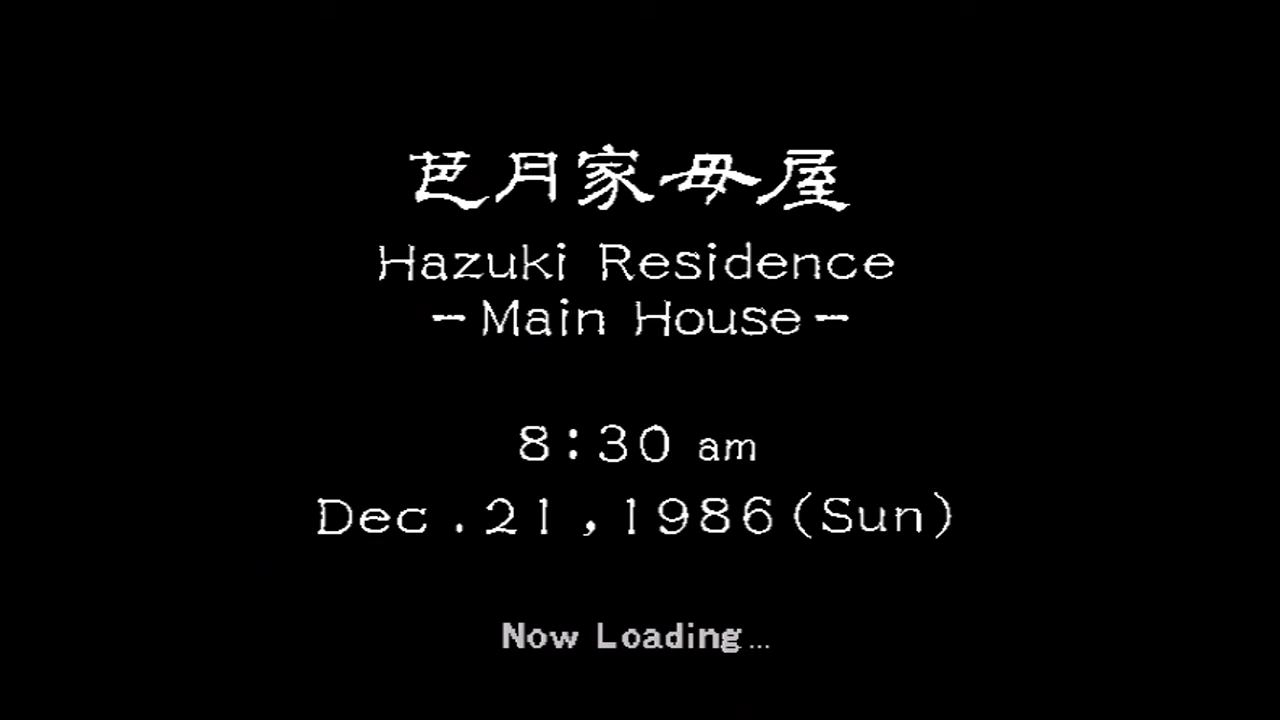 芭月家母屋
Hazuki Residence
-Main House-
8:30 am
Dec.21,1986(Sun)
Now Loading...